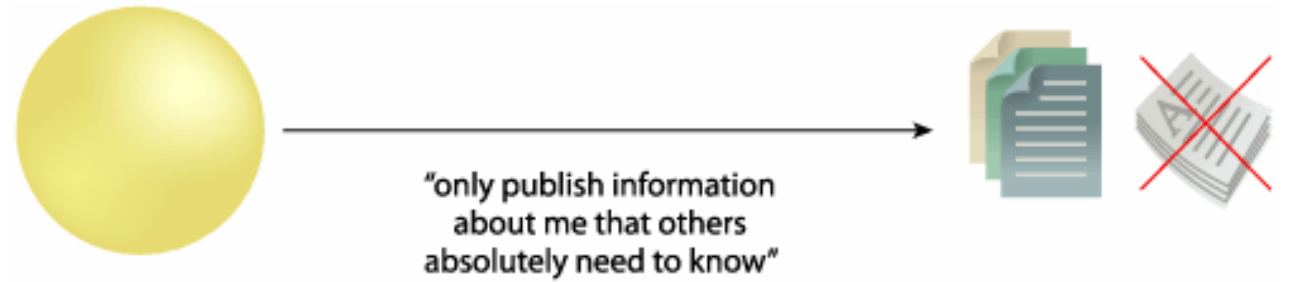 "only publish information
about me that others
absolutely need to know"
A